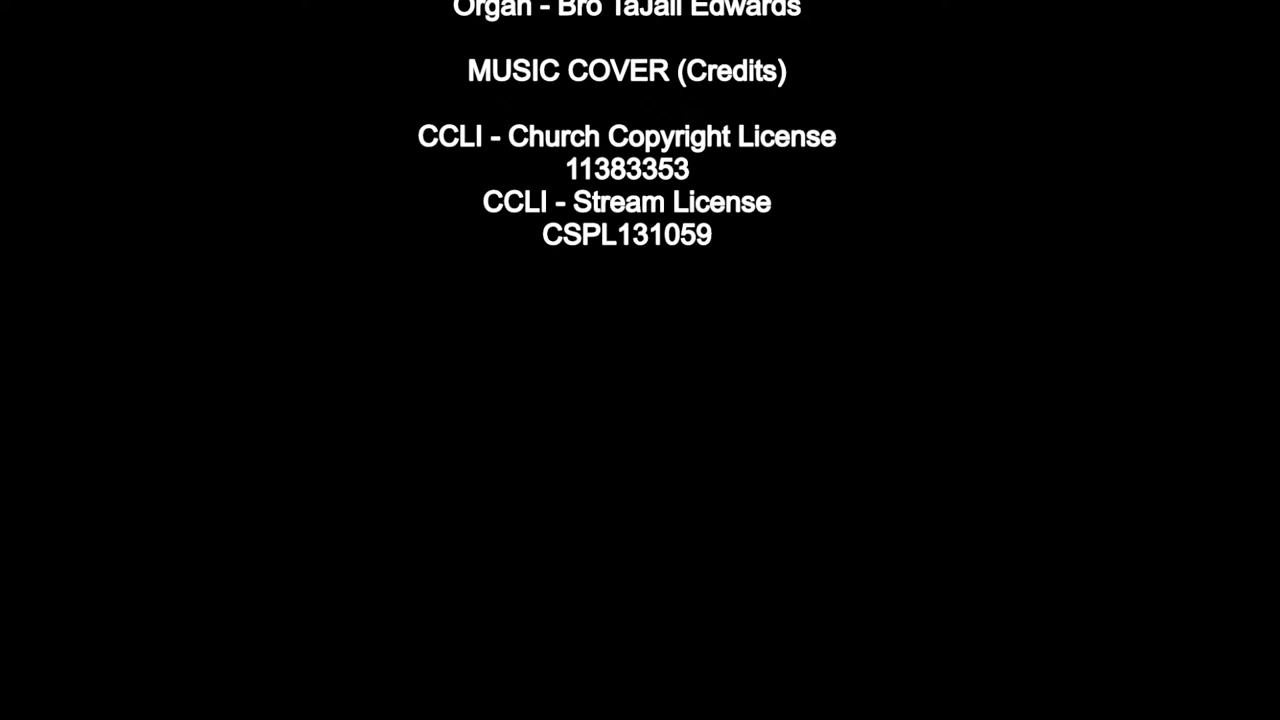 Organ - Bro TaJali Edwards
MUSIC COVER (Credits)
CCLI - Church Copyright License
11383353
CCLI - Stream License
CSPL131059